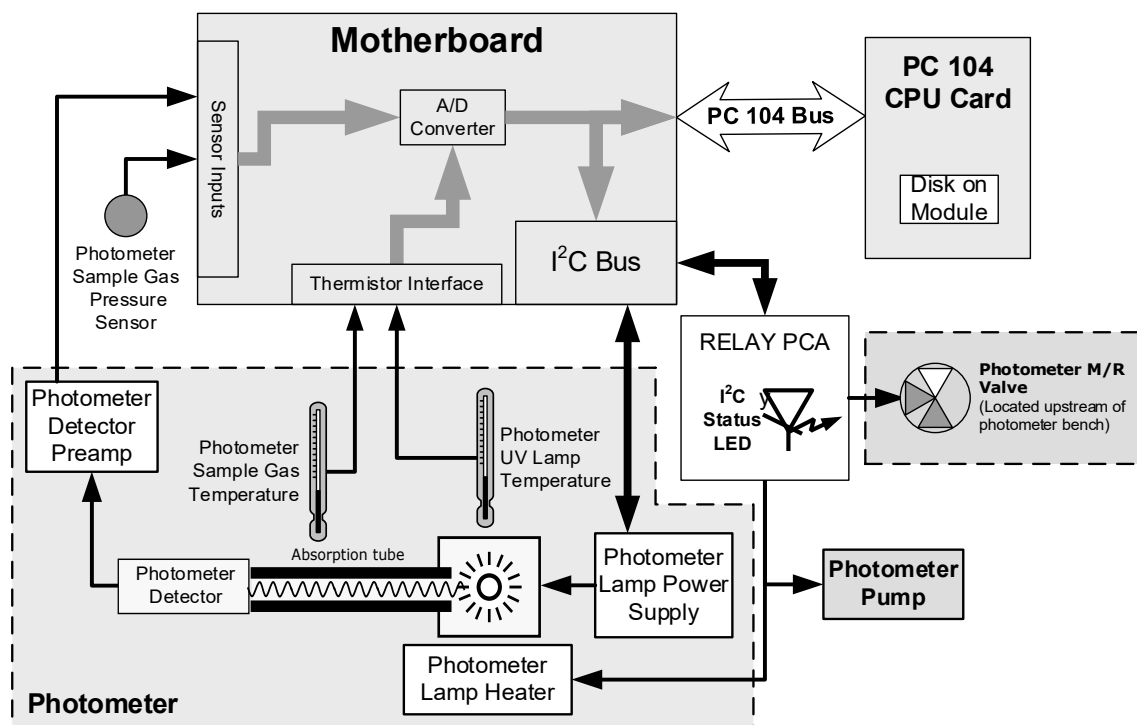 Motherboard
PC 104
CPU Card
Disk on
Module
PC 104 Bus
Sensor Inputs
A/D
Converter
I²C Bus
Thermistor Interface
Photometer
Sample Gas
Pressure
Sensor
RELAY PCA
I²C y
Status
LED
Photometer M/R
Valve
(Located upstream of
photometer bench)
Photometer
Detector
Preamp
Photometer
Sample Gas
Temperature
Photometer
UV Lamp
Temperature
Absorption tube
Photometer
Detector
Photometer
Lamp Power
Supply
Photometer
Pump
Photometer
Lamp Heater
Photometer